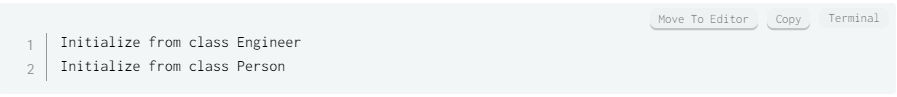 Move To Editor Copy Terminal
1 Initialize from class Engineer
2 Initialize from class Person